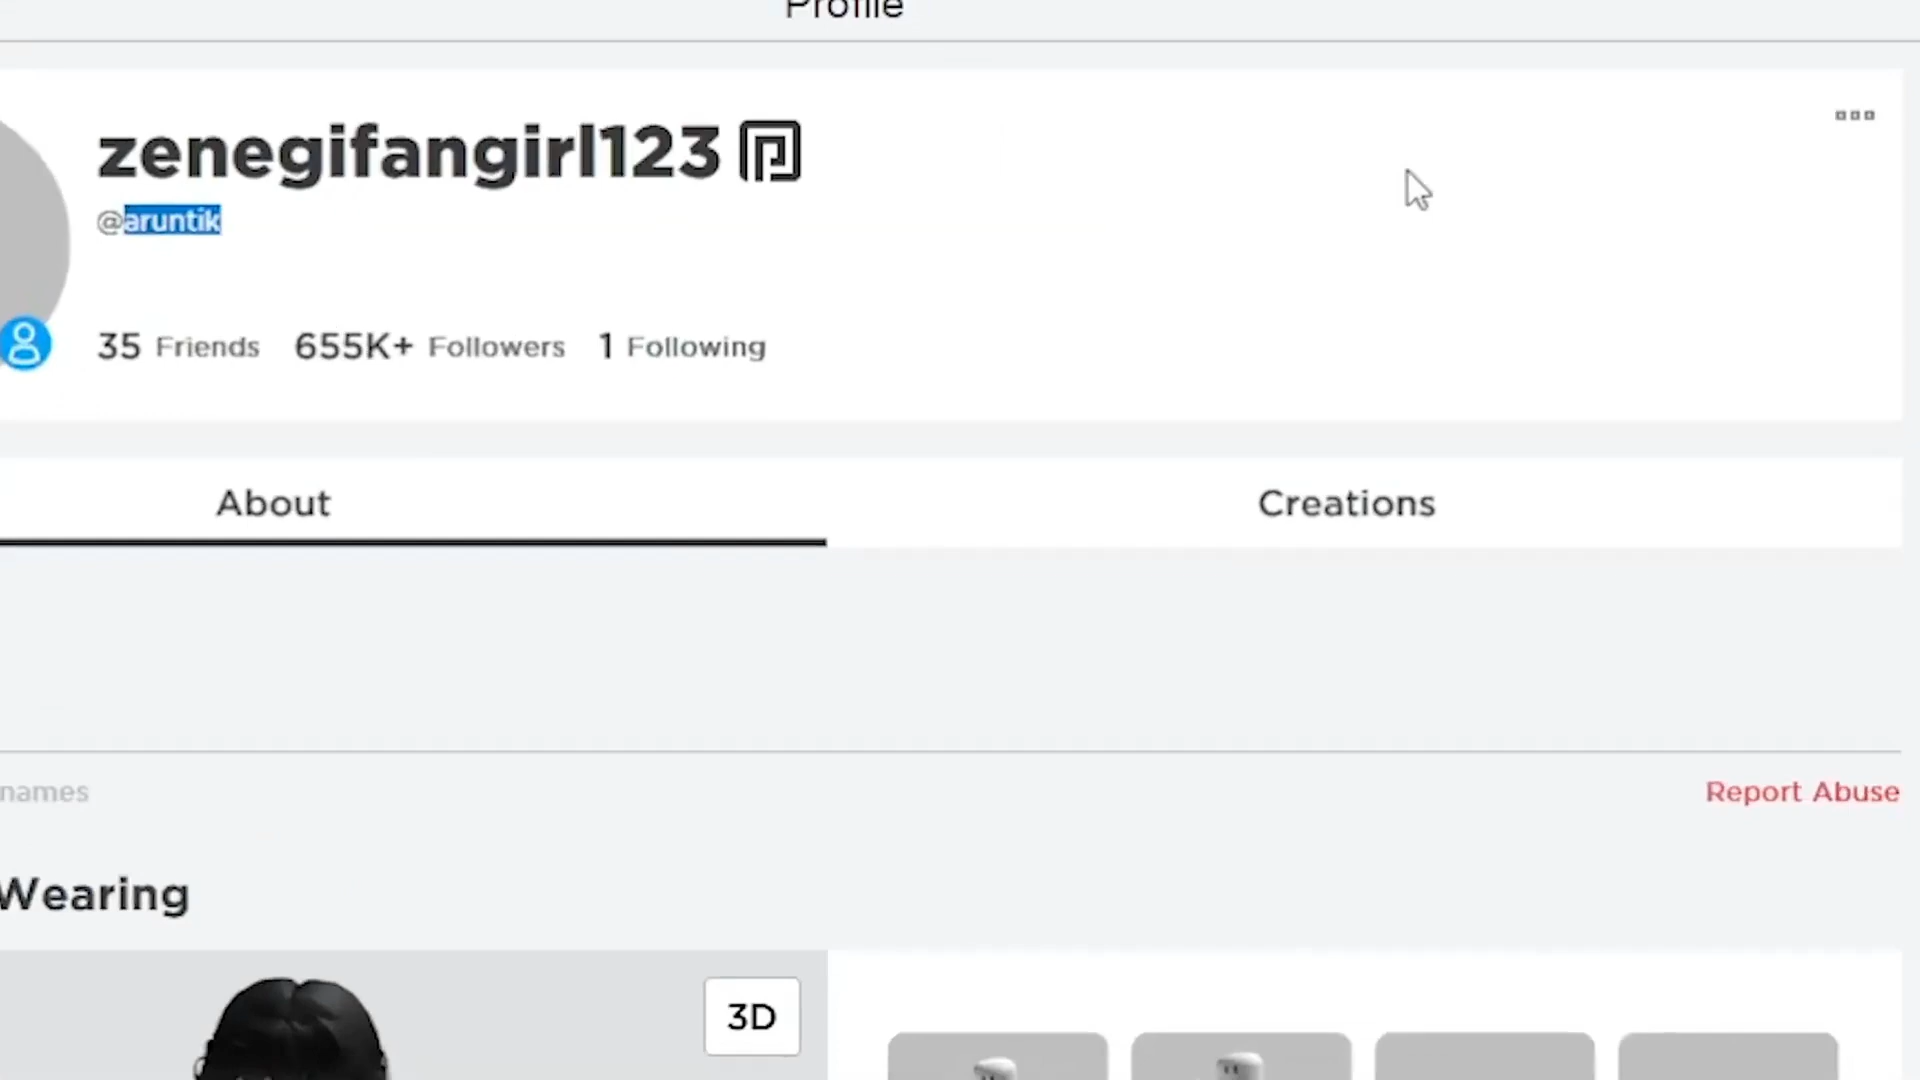 Profile
zenegifangirl123
@aruntik
35 Friends 655K+ Followers 1 Following
About Creations
names Report Abuse
Wearing
3D